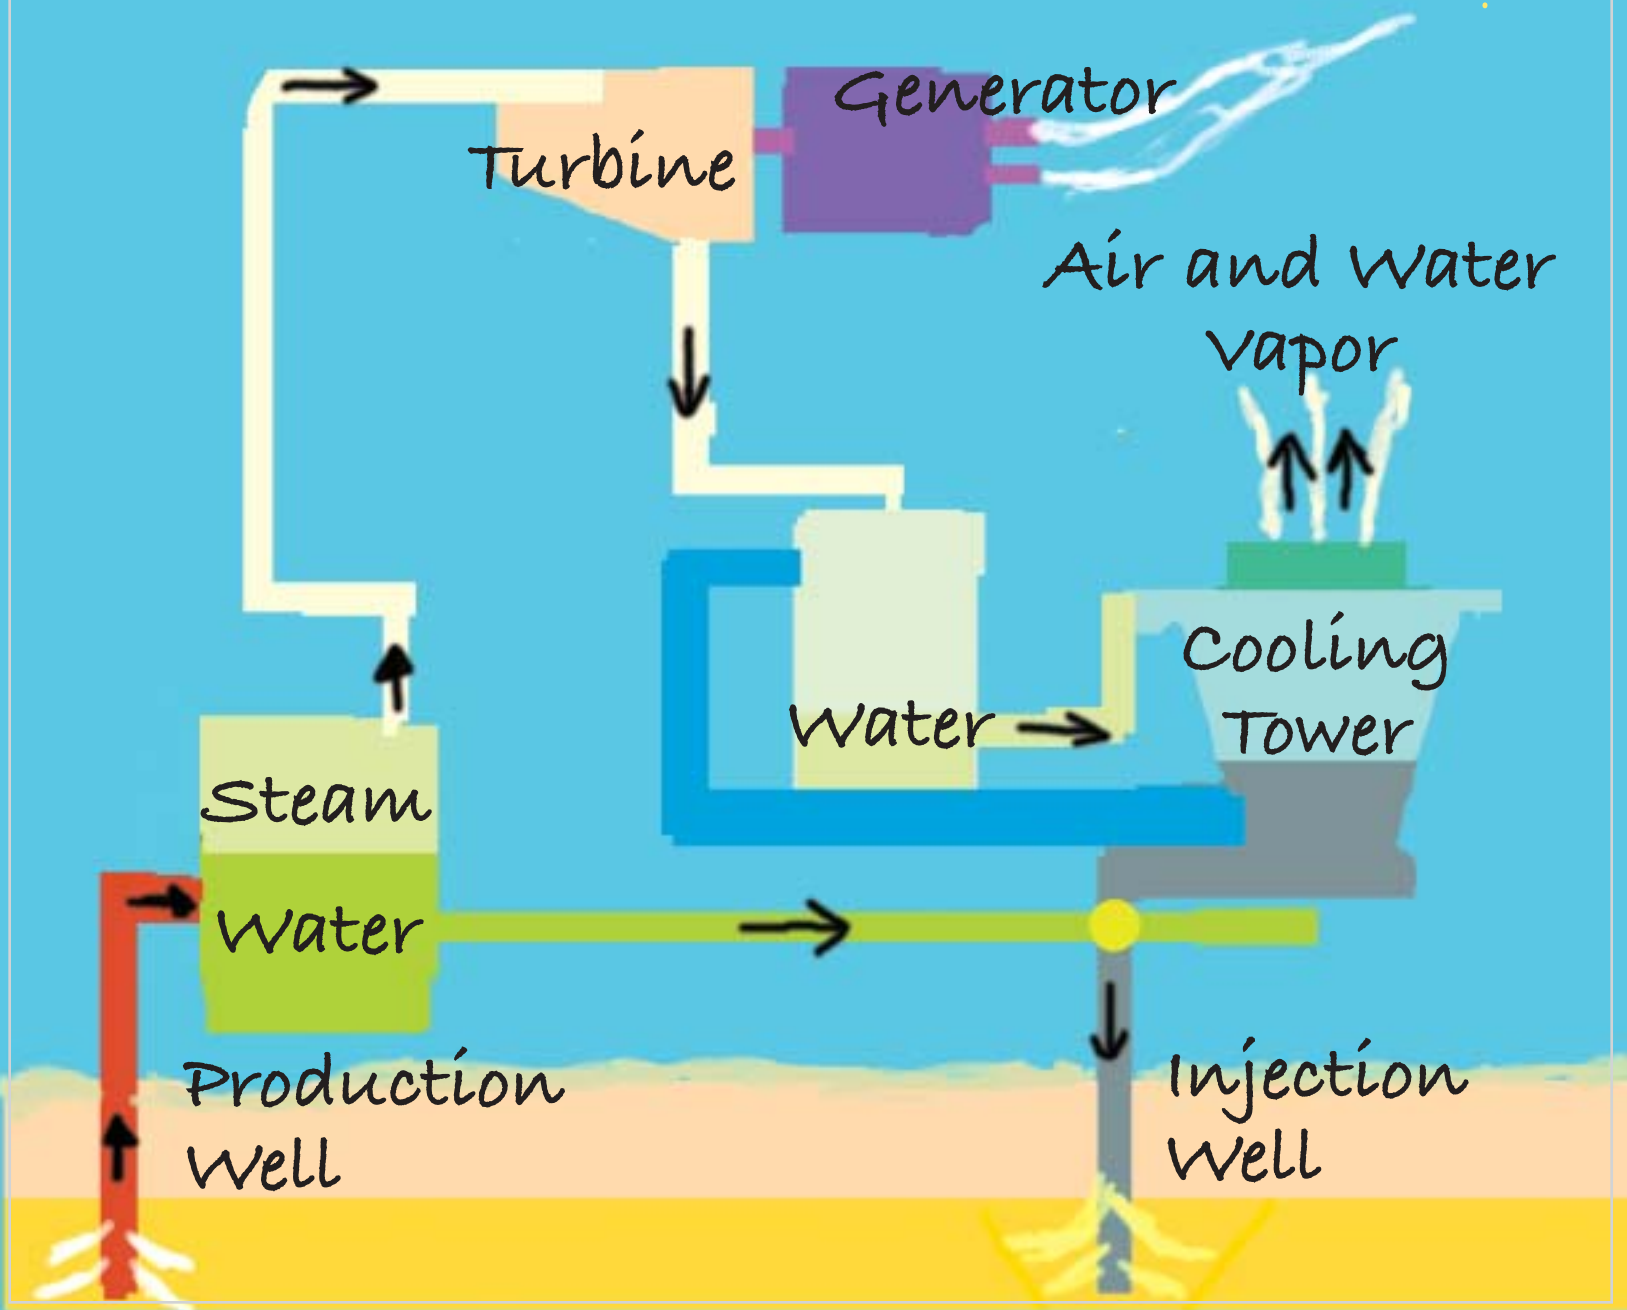 Generator
Turbine
Air and Water
Vapor
Cooling
Tower
Water
Steam
Water
Production
Well
Injection
Well